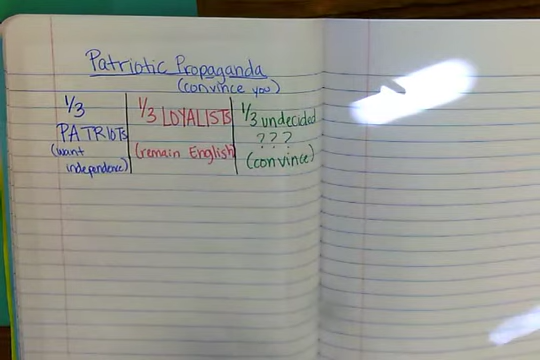 Patriotic Propaganda
(convince you)
1/3
PATRIOTS
(want
independence)
1/3 LOYALISTS
(remain English)
1/3 undecided
? ? ?
(convince)